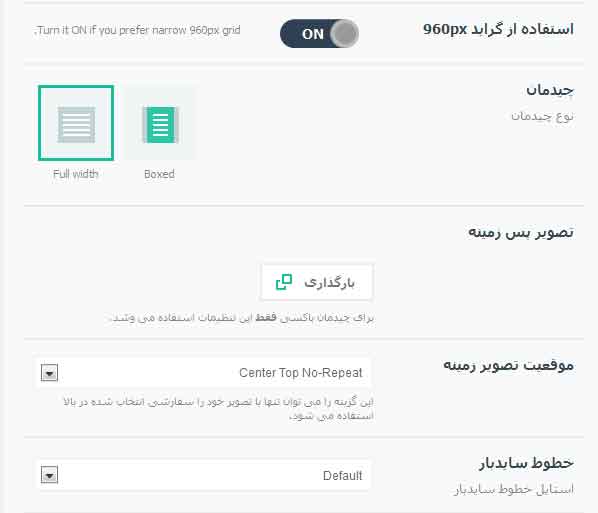 استفاده از گراید 960px
ON
Turn it ON if you prefer narrow 960px grid.
چیدمان
نوع چیدمان
Full width
Boxed
تصویر پس زمینه
بارگذاری
برای چیدمان باکسی فقط این تنظیمات استفاده می وشد.
موقعیت تصویر زمینه
Center Top No-Repeat
این گزینه را می توان تنها با تصویر خود را سفارشی انتخاب شده در بالا
استفاده می شود.
خطوط سایدبار
استایل خطوط سایدبار
Default